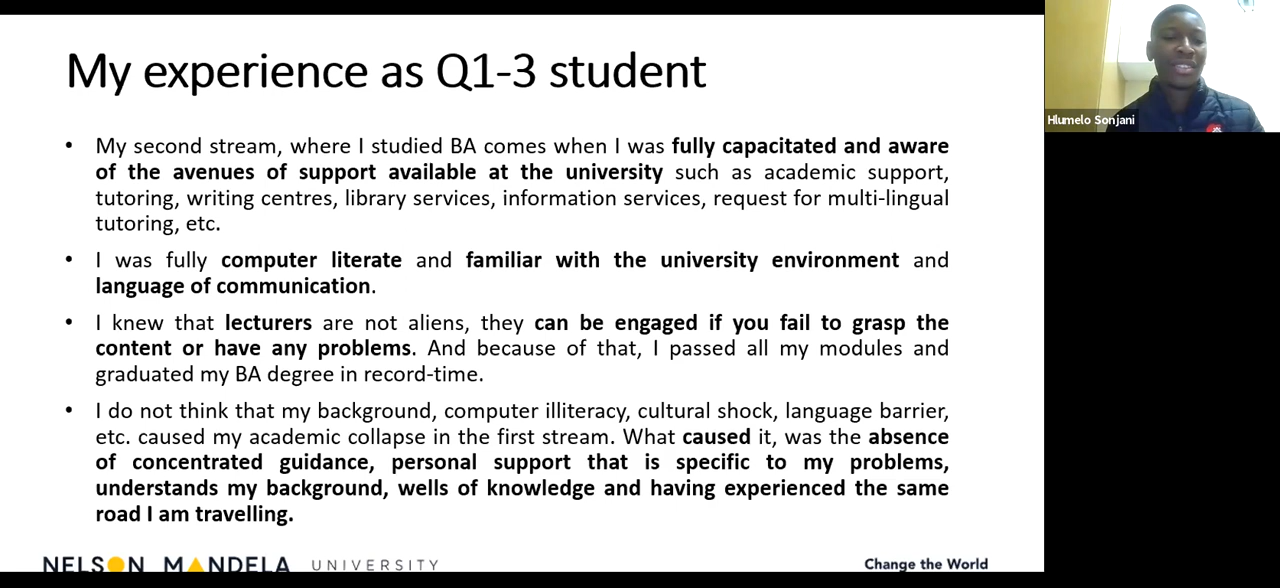 My experience as Q1-3 student
• My second stream, where I studied BA comes when I was fully capacitated and aware
of the avenues of support available at the university such as academic support,
tutoring, writing centres, library services, information services, request for multi-lingual
tutoring, etc.
• I was fully computer literate and familiar with the university environment and
language of communication.
• I knew that lecturers are not aliens, they can be engaged if you fail to grasp the
content or have any problems. And because of that, I passed all my modules and
graduated my BA degree in record-time.
• I do not think that my background, computer illiteracy, cultural shock, language barrier,
etc. caused my academic collapse in the first stream. What caused it, was the absence
of concentrated guidance, personal support that is specific to my problems,
understands my background, wells of knowledge and having experienced the same
road I am travelling.
NELSON MANDELA UNIVERSITY
Change the World
Hlumelo Sonjani